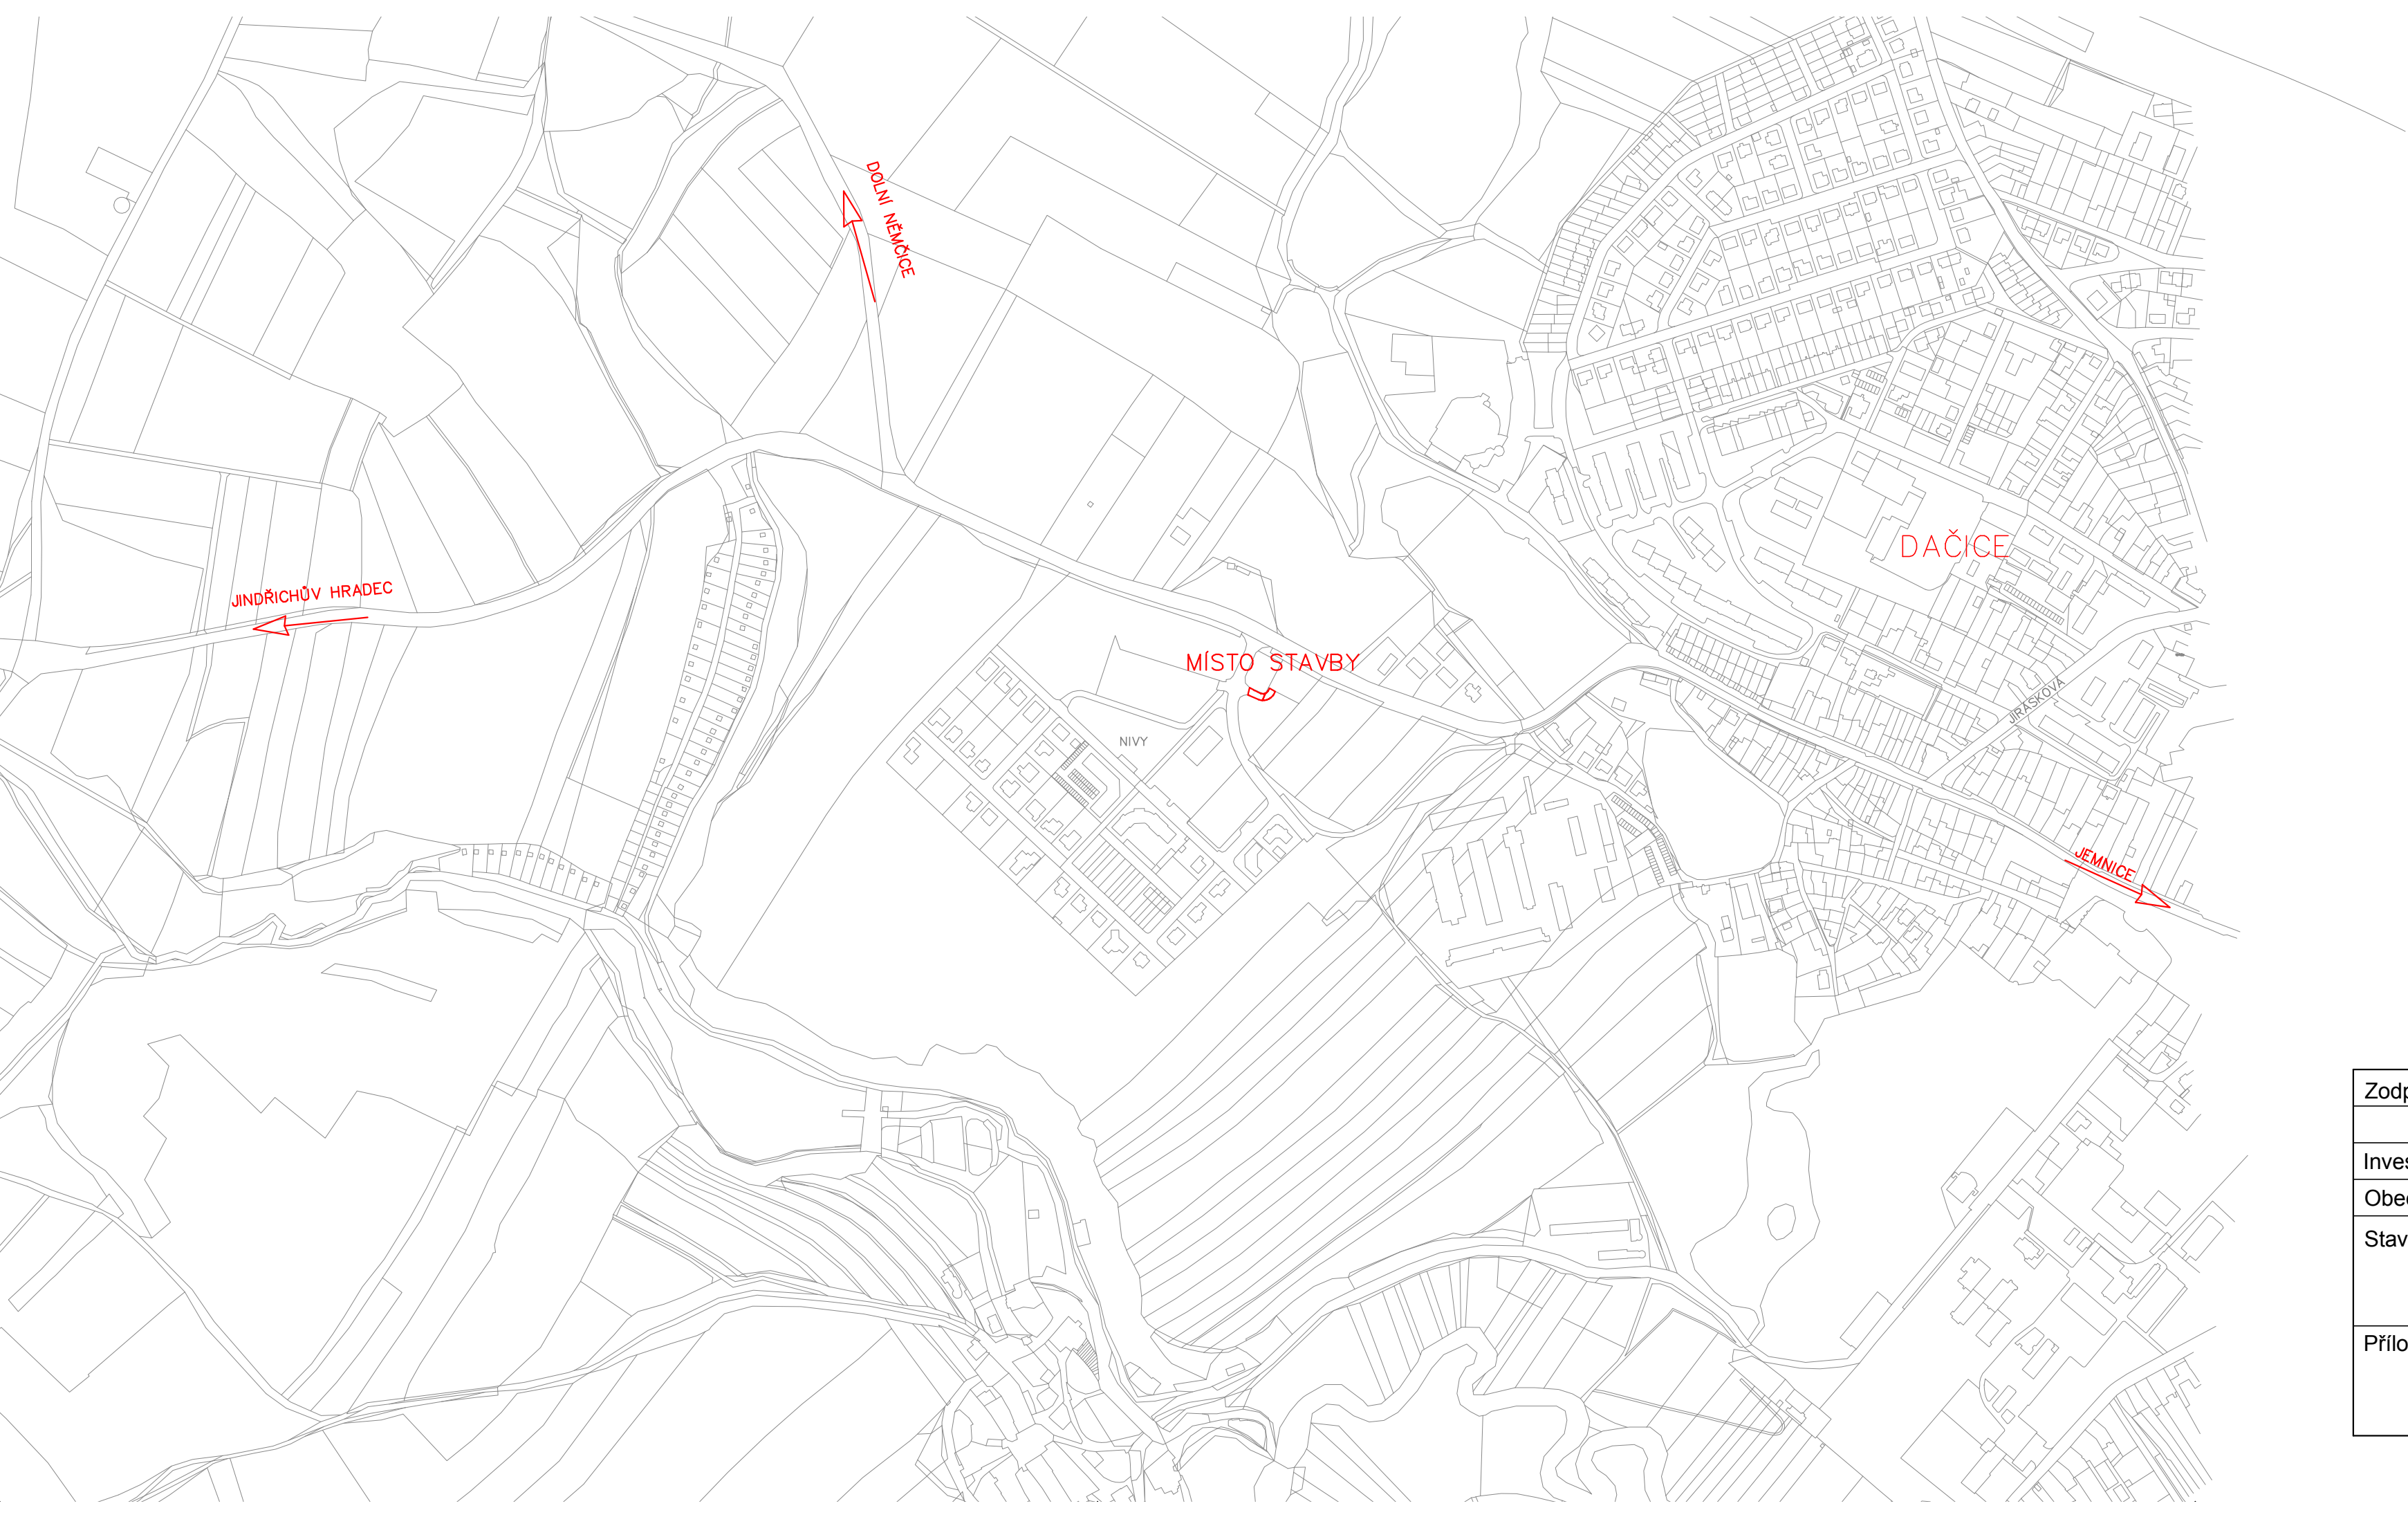 DOLNÍ NĚMČICE
DAČICE
JINDŘICHŮV HRADEC
MÍSTO STAVBY
JIRÁSKOVA
NIVY
JEMNICE
Zodp
Inves
Obec
Stav
Přílo